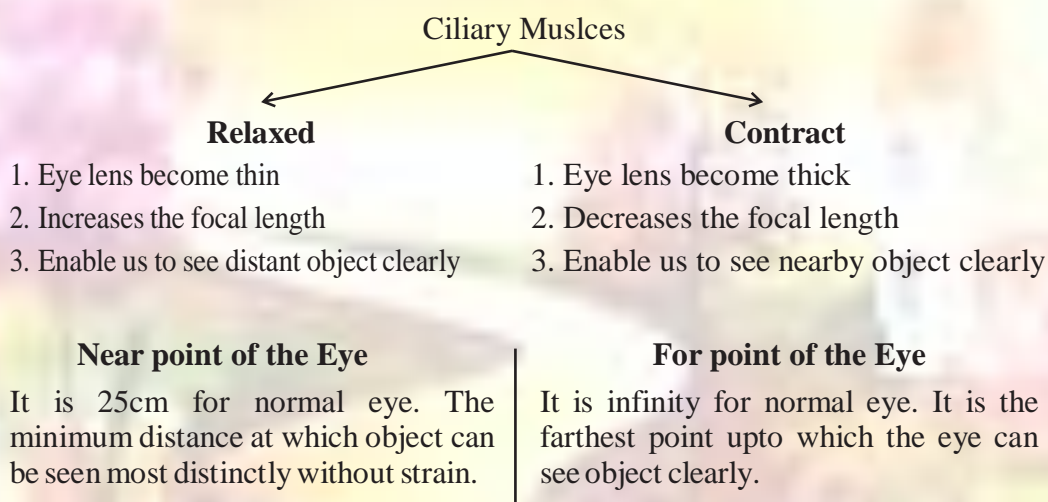 Ciliary Muslces
Relaxed
1. Eye lens become thin
2. Increases the focal length
3. Enable us to see distant object clearly
Contract
1. Eye lens become thick
2. Decreases the focal length
3. Enable us to see nearby object clearly
Near point of the Eye
It is 25cm for normal eye. The
minimum distance at which object can
be seen most distinctly without strain.
For point of the Eye
It is infinity for normal eye. It is the
farthest point upto which the eye can
see object clearly.